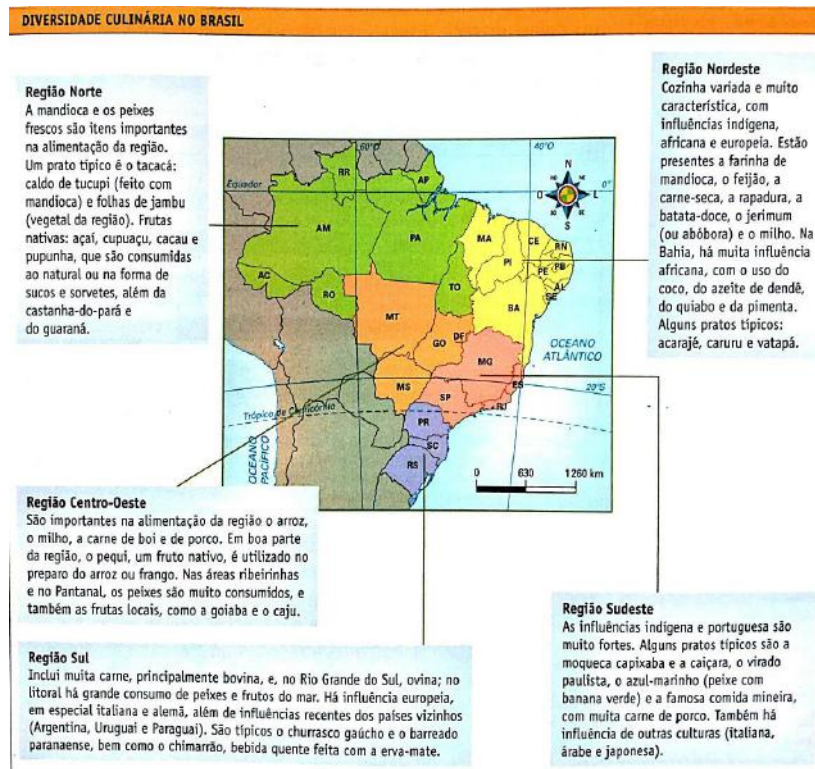 DIVERSIDADE CULINÁRIA NO BRASIL
Região Norte
A mandioca e os peixes
frescos são itens importantes
na alimentação da região.
Um prato típico é o tacacá:
caldo de tucupi (feito com
mandioca) e folhas de jambu
(vegetal da região). Frutas
nativas: açaí, cupuaçu, cacau e
pupunha, que são consumidas
ao natural ou na forma de
sucos e sorvetes, além da
castanha-do-pará e
do guaraná.
Região Nordeste
Cozinha variada e muito
característica, com
influências indígena,
africana e europeia. Estão
presentes a farinha de
mandioca, o feijão, a
carne-seca, a rapadura, a
batata-doce, o jerimum
(ou abóbora) e o milho. Na
Bahia, há muita influência
africana, com o uso do
coco, do azeite de dendê,
do quiabo e da pimenta.
Alguns pratos típicos:
acarajé, caruru e vatapá.
60°O
40°O
N
O
L
S
Equador
0°
RR
AP
AM
PA
MA
CE
RN
PB
PE
AL
SE
PI
AC
RO
TO
BA
MT
GO
DF
MG
ES
MS
SP
RJ
PR
SC
RS
OCEANO
ATLÂNTICO
20°S
Trópico de Capricórnio
OCEANO
PACÍFICO
0 630 1260 km
Região Centro-Oeste
São importantes na alimentação da região o arroz,
o milho, a carne de boi e de porco. Em boa parte
da região, o pequi, um fruto nativo, é utilizado no
preparo do arroz ou frango. Nas áreas ribeirinhas
e no Pantanal, os peixes são muito consumidos, e
também as frutas locais, como a goiaba e o caju.
Região Sul
Inclui muita carne, principalmente bovina, e, no Rio Grande do Sul, ovina; no
litoral há grande consumo de peixes e frutos do mar. Há influência europeia,
em especial italiana e alemã, além de influências recentes dos países vizinhos
(Argentina, Uruguai e Paraguai). São típicos o churrasco gaúcho e o barreado
paranaense, bem como o chimarrão, bebida quente feita com a erva-mate.
Região Sudeste
As influências indígena e portuguesa são
muito fortes. Alguns pratos típicos são a
moqueca capixaba e a caiçara, o virado
paulista, o azul-marinho (peixe com
banana verde) e a famosa comida mineira,
com muita carne de porco. Também há
influência de outras culturas (italiana,
árabe e japonesa).